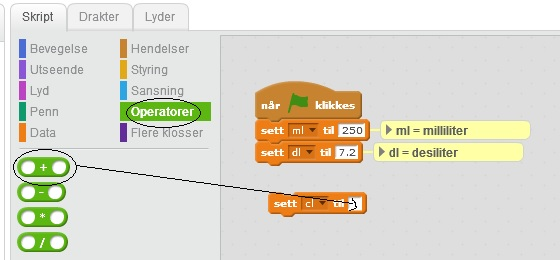 Skript Drakter Lyder
Bevegelse Hendelser
Utseende Styring
Lyd Sansning
Penn Operatorer
Data Flere klosser
+
-
*
/
når klikkes
sett ml til 250 ml = milliliter
sett dl til 7.2 dl = desiliter
sett cl til